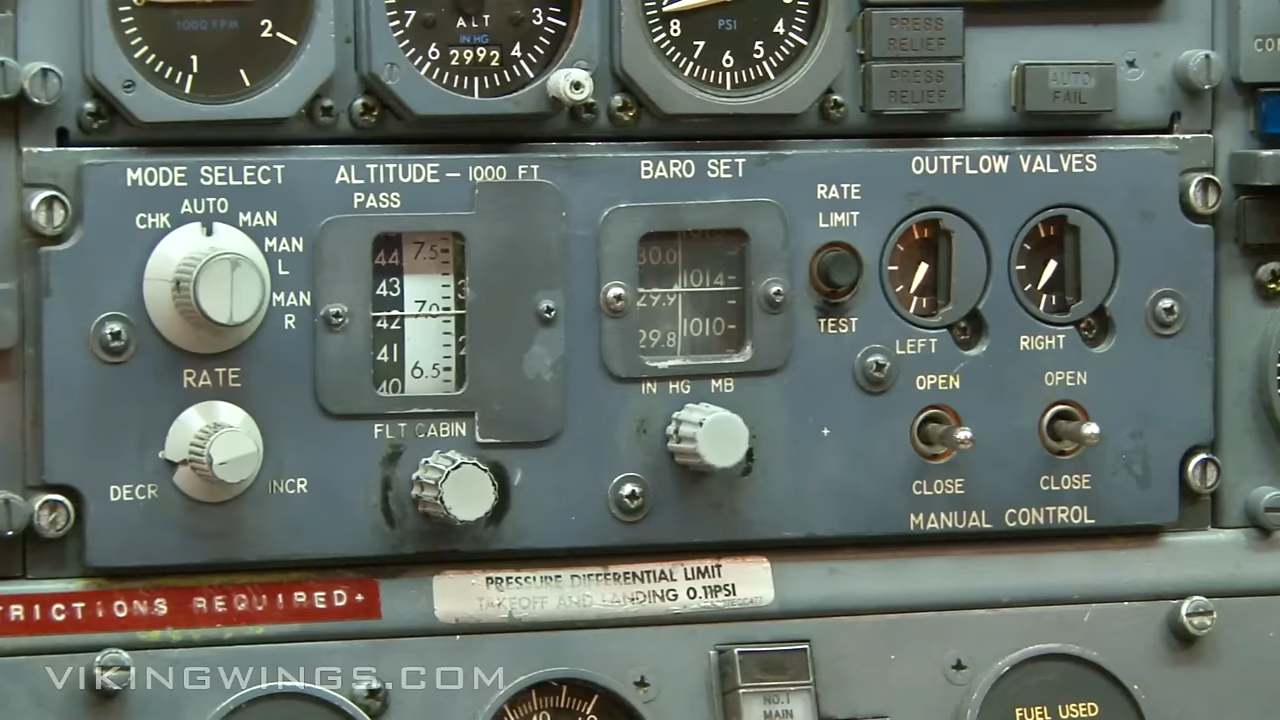 1000 FPM
2
1
7 ALT 3
IN HG
6 2992 4
PSI
8 4
7 6 5
PRESS
RELIEF
PRESS
RELIEF
AUTO
FAIL
MODE SELECT
ALTITUDE - 1000 FT
BARO SET
OUTFLOW VALVES
PASS
RATE
LIMIT
CHK AUTO MAN
MAN
L
MAN
R
44 7.5
43
7.0
42
41
6.5
40
30.0
1014
29.9
29.8 1010
TEST
LEFT
RIGHT
RATE
IN HG MB
OPEN
OPEN
FLT CABIN
DECR INCR
CLOSE
CLOSE
MANUAL CONTROL
TRICTIONS REQUIRED
PRESSURE DIFFERENTIAL LIMIT
TAKEOFF AND LANDING 0.11PSI
VIKINGWINGS.COM
NO.1
MAIN
FUEL USED